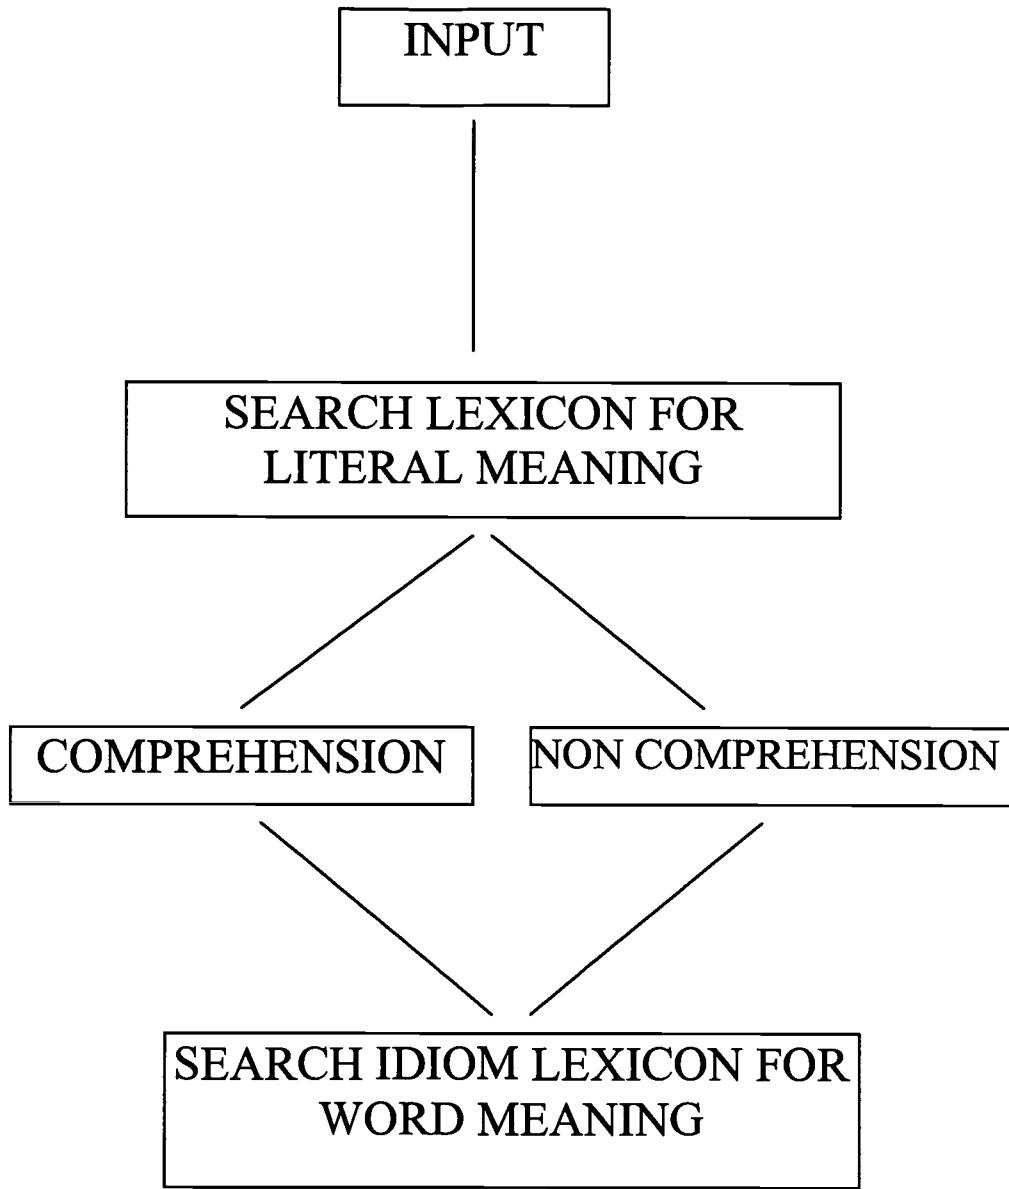 INPUT
SEARCH LEXICON FOR
LITERAL MEANING
COMPREHENSION
NON COMPREHENSION
SEARCH IDIOM LEXICON FOR
WORD MEANING